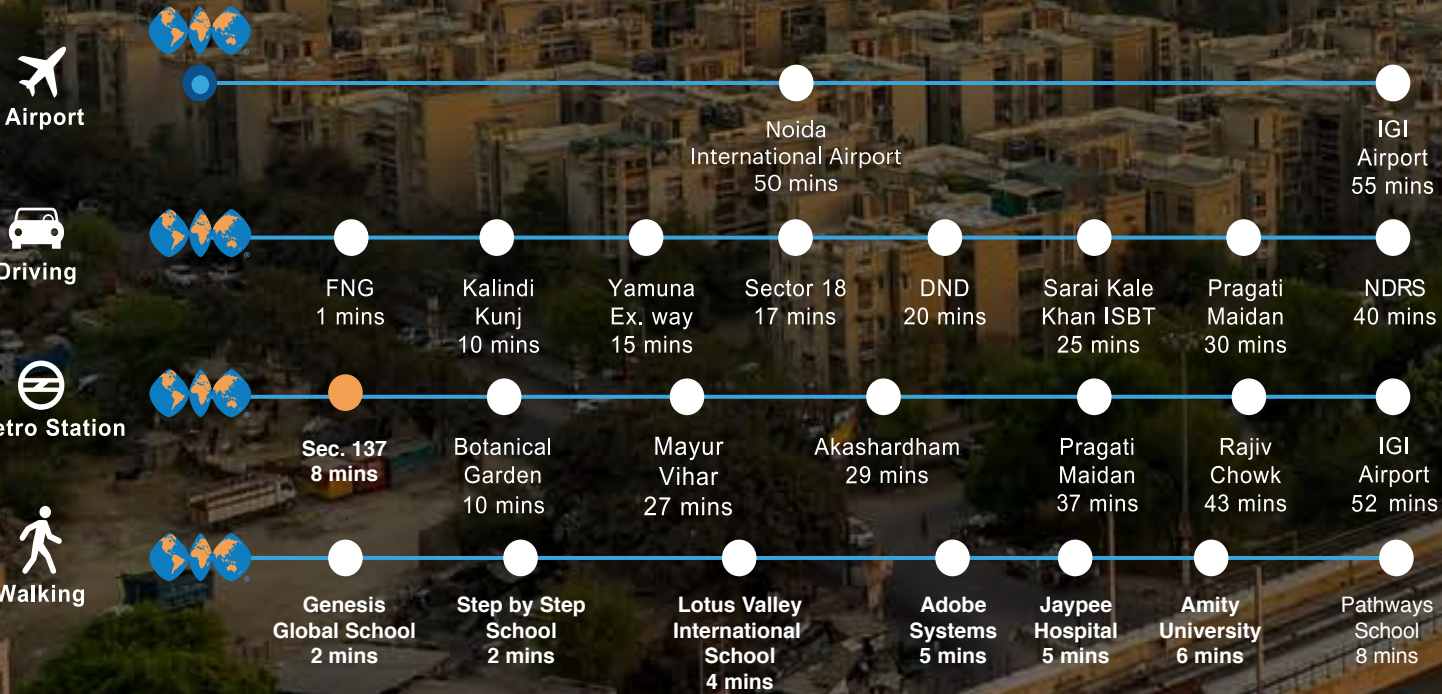 Airport
Noida
International Airport
50 mins
IGI
Airport
55 mins
Driving
FNG
1 mins
Kalindi
Kunj
10 mins
Yamuna
Ex. way
15 mins
Sector 18
17 mins
DND
20 mins
Sarai Kale
Khan ISBT
25 mins
Pragati
Maidan
30 mins
NDRS
40 mins
etro Station
Sec. 137
8 mins
Botanical
Garden
10 mins
Mayur
Vihar
27 mins
Akashardham
29 mins
Pragati
Maidan
37 mins
Rajiv
Chowk
43 mins
IGI
Airport
52 mins
Walking
Genesis
Global School
2 mins
Step by Step
School
2 mins
Lotus Valley
International
School
4 mins
Adobe
Systems
5 mins
Jaypee
Hospital
5 mins
Amity
University
6 mins
Pathways
School
8 mins